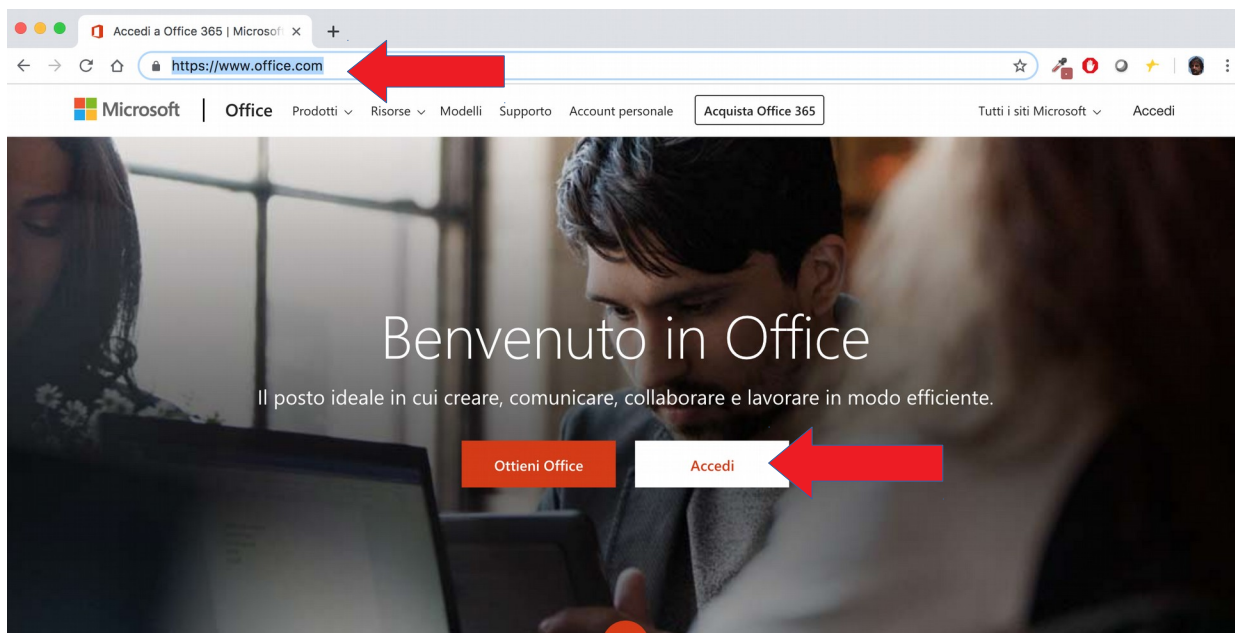 Accedi a Office 365 | Microsof
https://www.office.com
Microsoft Office Prodotti Risorse Modelli Supporto Account personale Acquista Office 365 Tutti i siti Microsoft Accedi
Benvenuto in Office
Il posto ideale in cui creare, comunicare, collaborare e lavorare in modo efficiente.
Ottieni Office Accedi